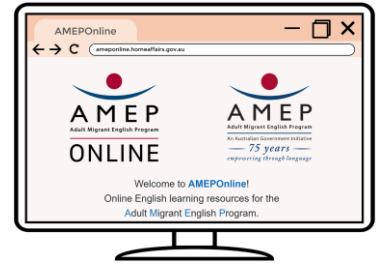 AMEPOnline
ameponline.homeaffairs.gov.au
AMEP
Adult Migrant English Program
ONLINE
AMEP
Adult Migrant English Program
An Australian Government Initiative
75 years
empowering through language
Welcome to AMEPOnline!
Online English learning resources for the
Adult Migrant English Program.